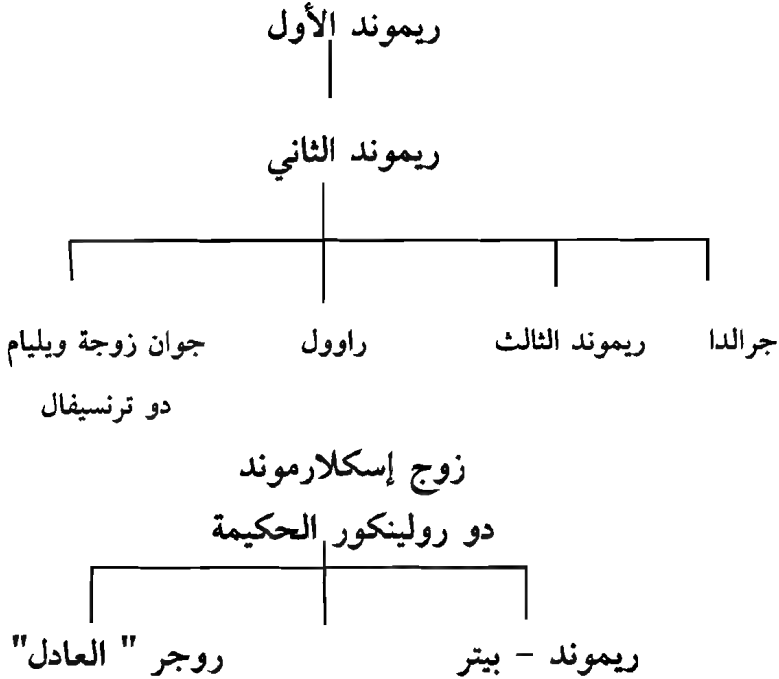 ريموند الأول
ريموند الثاني
جرالدا ريموند الثالث راوول جوان زوجة ويليام
دو ترنسيفال
زوج إسكلارموند
دو رولينكور الحكيمة
ريموند - بيتر روجر " العادل"